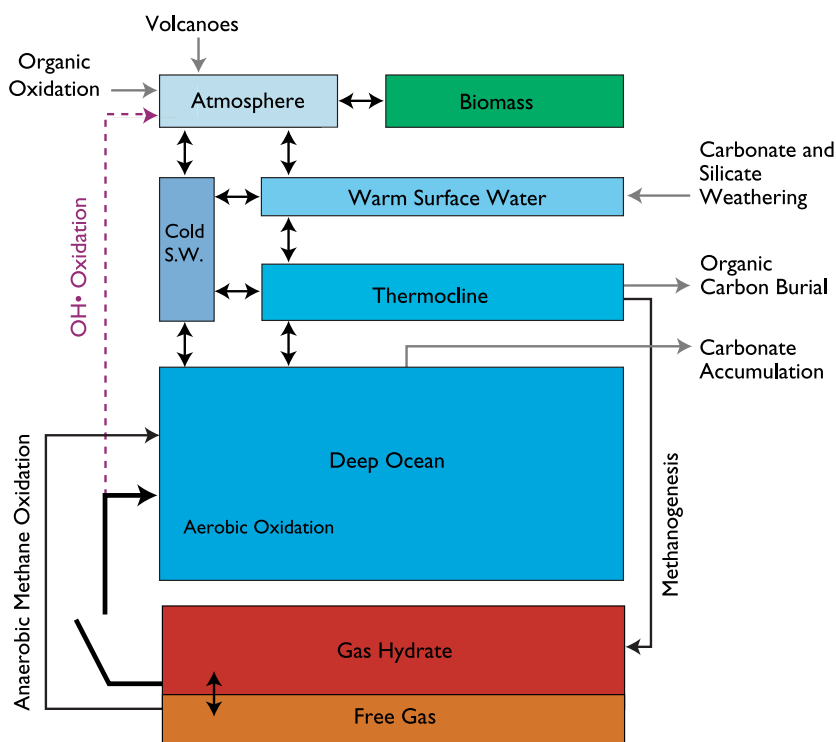 Volcanoes
Organic
Oxidation
Atmosphere
Biomass
Carbonate and
Silicate
Weathering
Warm Surface Water
Cold
S.W.
OH• Oxidation
Thermocline
Organic
Carbon Burial
Carbonate
Accumulation
Deep Ocean
Aerobic Oxidation
Anaerobic Methane Oxidation
Methanogenesis
Gas Hydrate
Free Gas